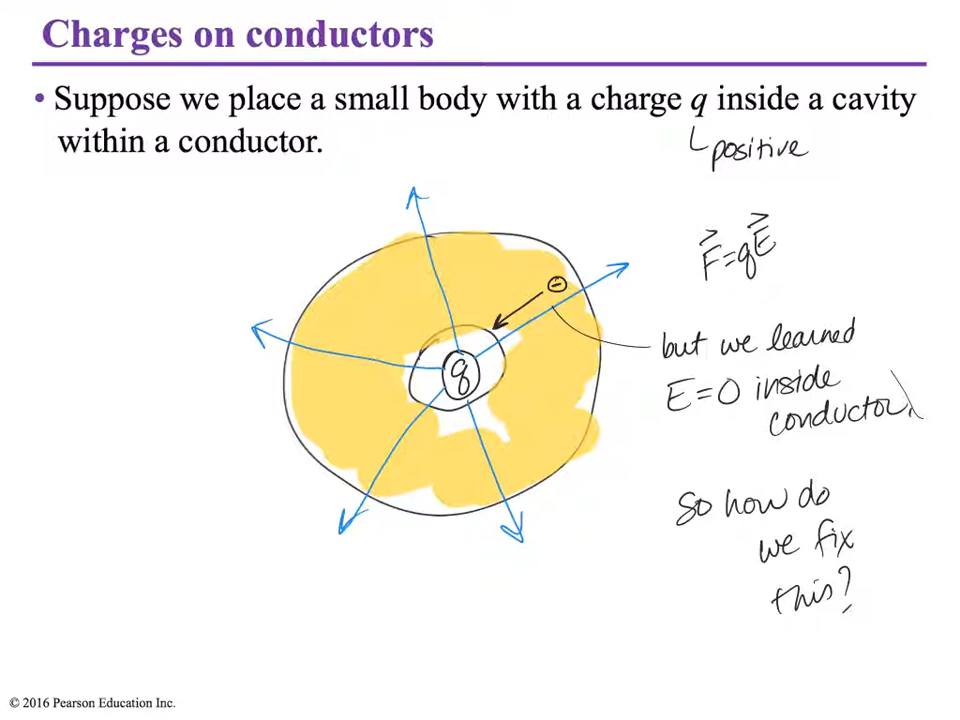 Charges on conductors
• Suppose we place a small body with a charge q inside a cavity
within a conductor.
positive
F=qE
⊖
but we learned
E=0 inside
conductor
q
so how do
we fix
this?
© 2016 Pearson Education Inc.